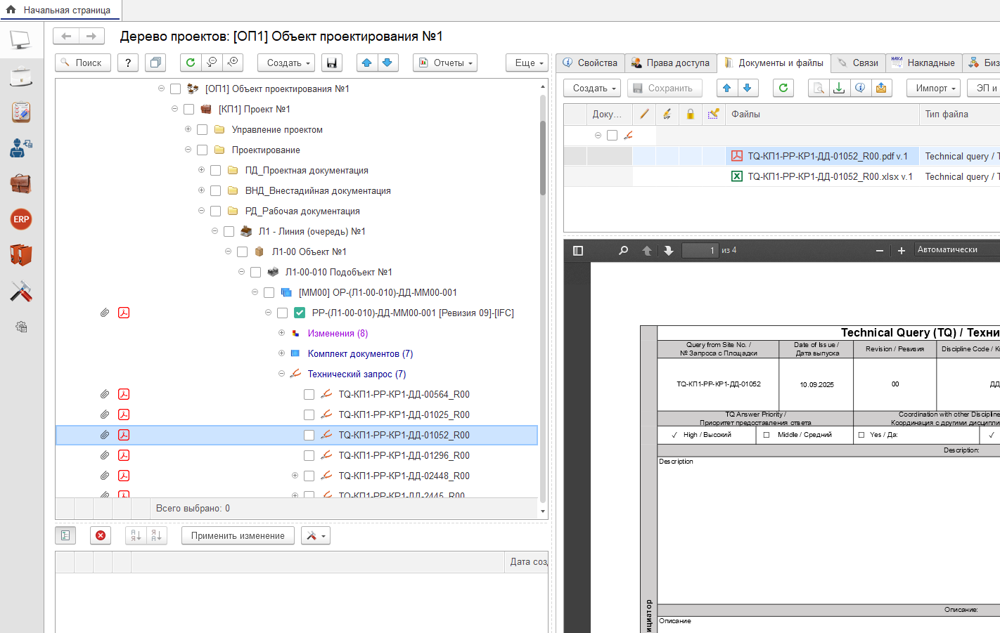 Начальная страница
Дерево проектов: [ОП1] Объект проектирования №1
Поиск
?
Создать
Отчеты
Еще
[ОП1] Объект проектирования №1
[КП1] Проект №1
Управление проектом
Проектирование
ПД_Проектная документация
ВНД_Внестадийная документация
РД_Рабочая документация
Л1 - Линия (очередь) №1
Л1-00 Объект №1
Л1-00-010 Подобъект №1
[ММ00] ОР-(Л1-00-010)-ДД-ММ00-001
РР-(Л1-00-010)-ДД-ММ00-001 [Ревизия 09]-[IFC]
Изменения (8)
Комплект документов (7)
Технический запрос (7)
TQ-КП1-РР-КР1-ДД-00564_R00
TQ-КП1-РР-КР1-ДД-01025_R00
TQ-КП1-РР-КР1-ДД-01052_R00
TQ-КП1-РР-КР1-ДД-01296_R00
TQ-КП1-РР-КР1-ДД-02448_R00
TQ-КП1-РР-КР1-ДД-2445_R00
Всего выбрано: 0
Применить изменение
Дата соз
ERP
Свойства
Права доступа
Документы и файлы
Связи
Накладные
Биз
Создать
Сохранить
Импорт
ЭП и
Доку...
Файлы
Тип файла
TQ-КП1-РР-КР1-ДД-01052_R00.pdf v.1
Technical query / T
TQ-КП1-РР-КР1-ДД-01052_R00.xlsx v.1
Technical query / T
1 из 4
Автоматически
Technical Query (TQ) / Техни
Query from Site No. /
№ Запроса с Площадки
Date of Issue /
Дата выпуска
Revision / Ревизия
Discipline Code / К
TQ-КП1-РР-КР1-ДД-01052
10.09.2025
00
ДД
TQ Answer Priority /
Приоритет предоставления ответа
Coordination with other Discipline
Координация с другими дисципли
High / Высокий
Middle / Средний
Yes / Да:
Description:
Description
Описание:
Описание
ициатор